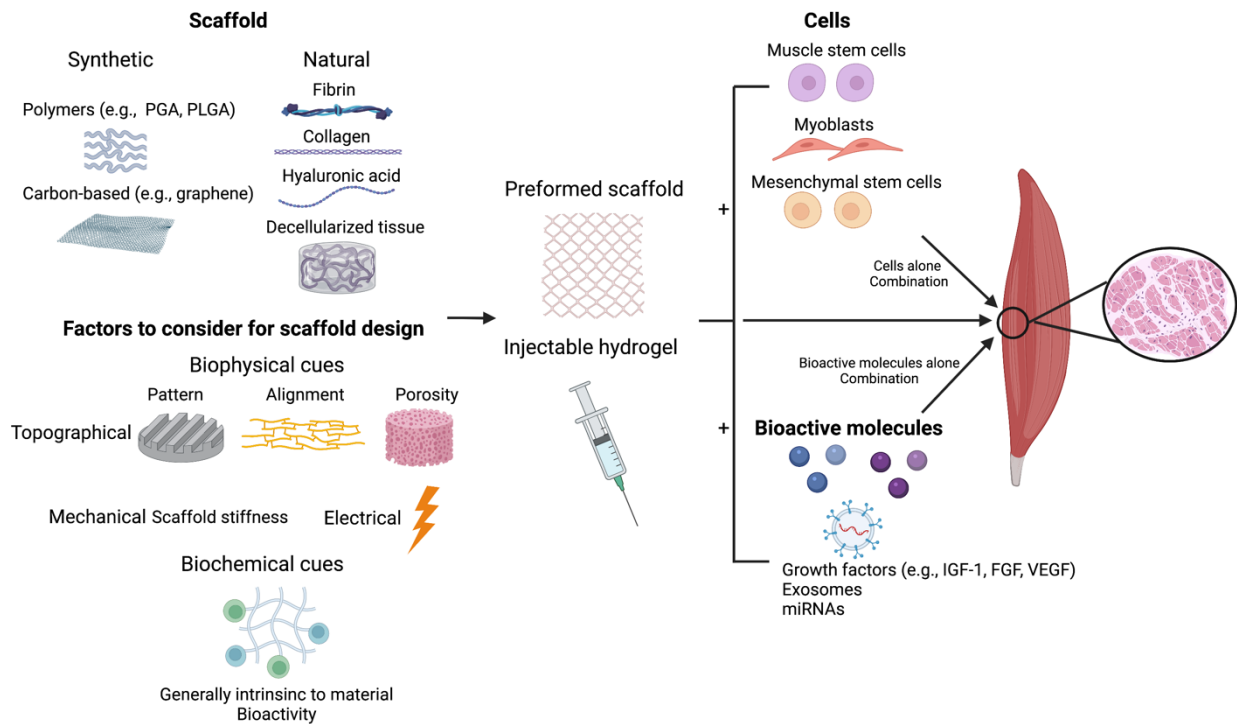 Scaffold
Synthetic
Natural
Polymers (e.g., PGA, PLGA)
Carbon-based (e.g., graphene)
Fibrin
Collagen
Hyaluronic acid
Decellularized tissue
Factors to consider for scaffold design
Biophysical cues
Pattern
Alignment
Porosity
Topographical
Mechanical Scaffold stiffness
Electrical
Biochemical cues
Generally intrinsinc to material
Bioactivity
Preformed scaffold
Injectable hydrogel
Cells
Muscle stem cells
Myoblasts
Mesenchymal stem cells
+
Cells alone
Combination
Bioactive molecules alone
Combination
+
Bioactive molecules
Growth factors (e.g., IGF-1, FGF, VEGF)
Exosomes
miRNAs